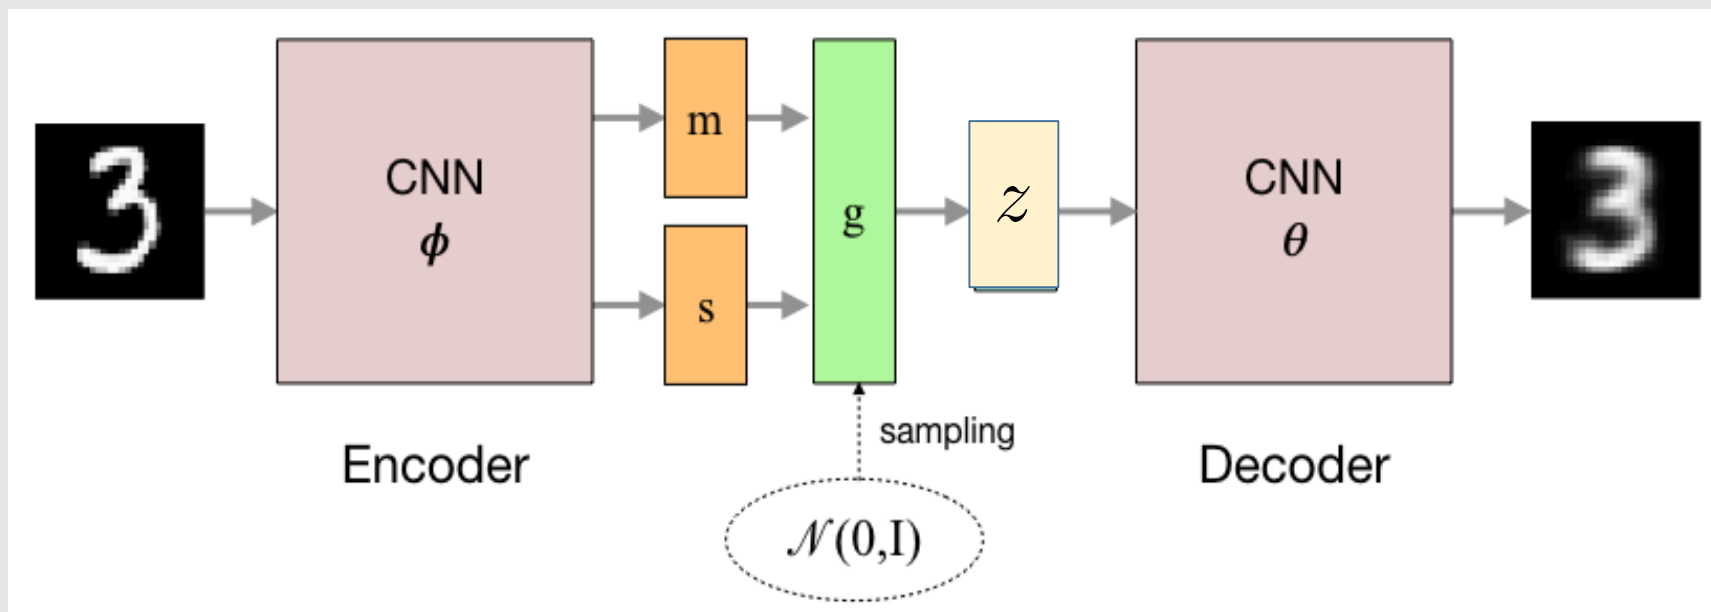 3
CNN
ϕ
Encoder
m
s
g
sampling
𝒩(0,I)
z
CNN
θ
Decoder
3